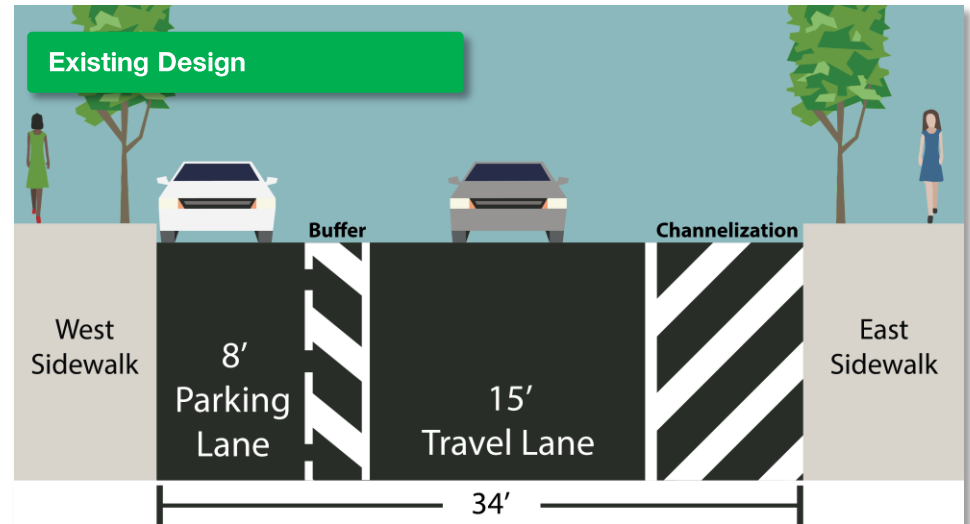 Existing Design
Buffer
Channelization
West
Sidewalk
8’
Parking
Lane
15’
Travel Lane
East
Sidewalk
34’